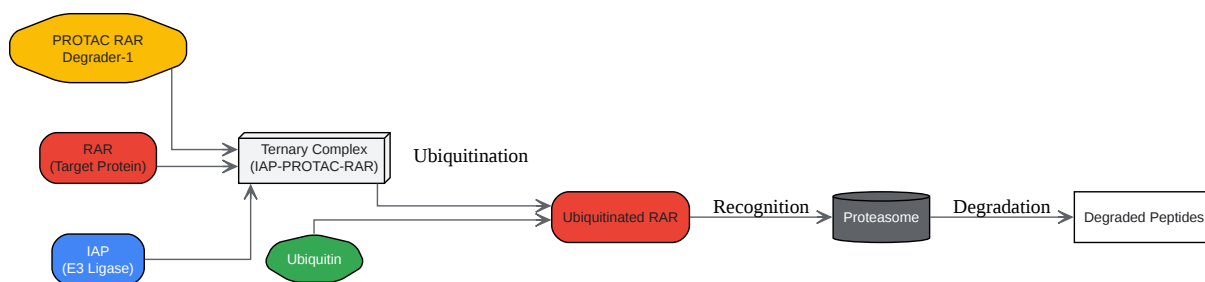 PROTAC RAR
Degrader-1
RAR
(Target Protein)
Ternary Complex
(IAP-PROTAC-RAR)
Ubiquitination
IAP
(E3 Ligase)
Ubiquitin
Ubiquitinated RAR
Recognition
Proteasome
Degradation
Degraded Peptides